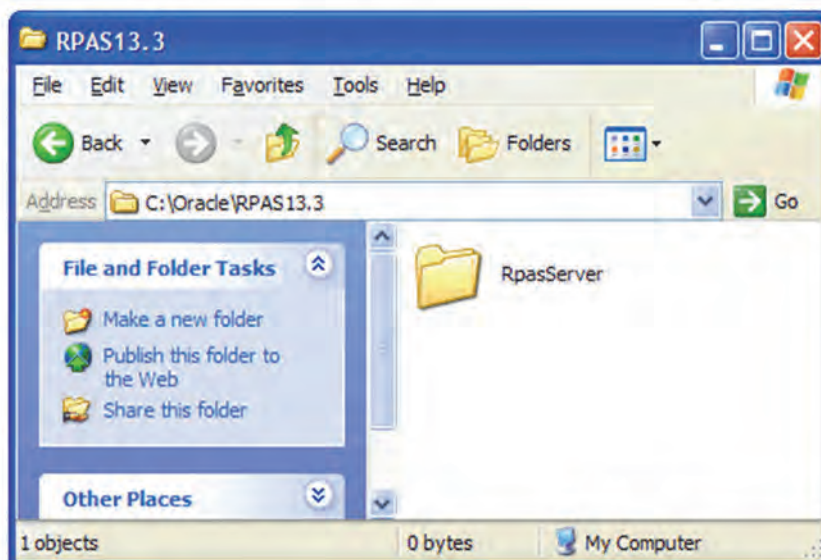 RPAS13.3
File Edit View Favorites Tools Help
Back Search Folders
Address C:\Oracle\RPAS13.3 Go
File and Folder Tasks
Make a new folder
Publish this folder to
the Web
Share this folder
Other Places
RpasServer
1 objects 0 bytes My Computer